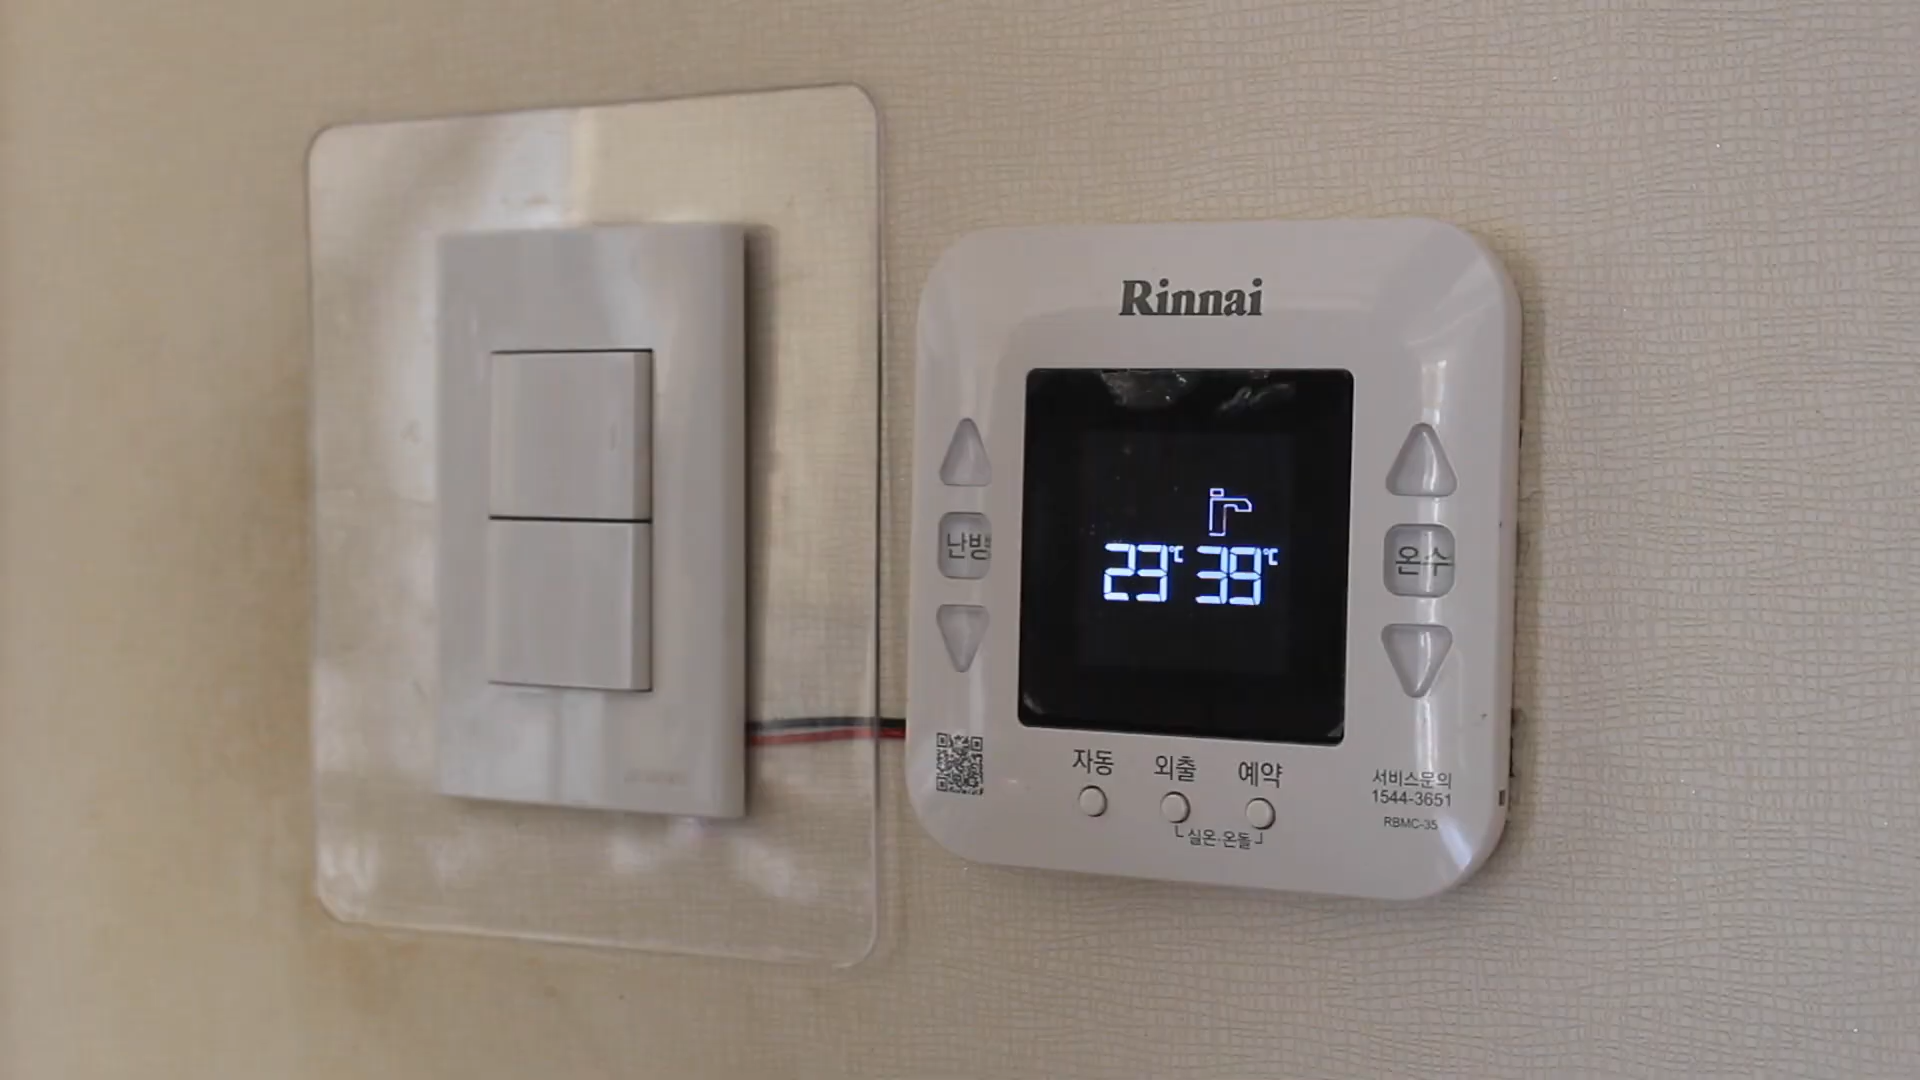 Rinnai
23℃ 39℃
난방
온수
자동 외출 예약
└ 실온·온돌 ┘
서비스문의
1544-3651
RBMC-35